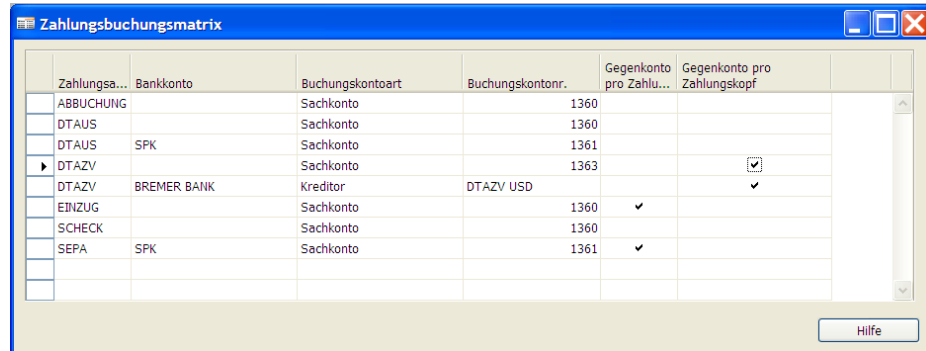 Zahlungsbuchungsmatrix
Gegenkonto Gegenkonto pro
Zahlungsa... Bankkonto Buchungskontoart Buchungskontonr. pro Zahlu... Zahlungskopf
ABBUCHUNG Sachkonto 1360
DTAUS Sachkonto 1360
DTAUS SPK Sachkonto 1361
DTAZV Sachkonto 1363
DTAZV BREMER BANK Kreditor DTAZV USD
EINZUG Sachkonto 1360
SCHECK Sachkonto 1360
SEPA SPK Sachkonto 1361
Hilfe